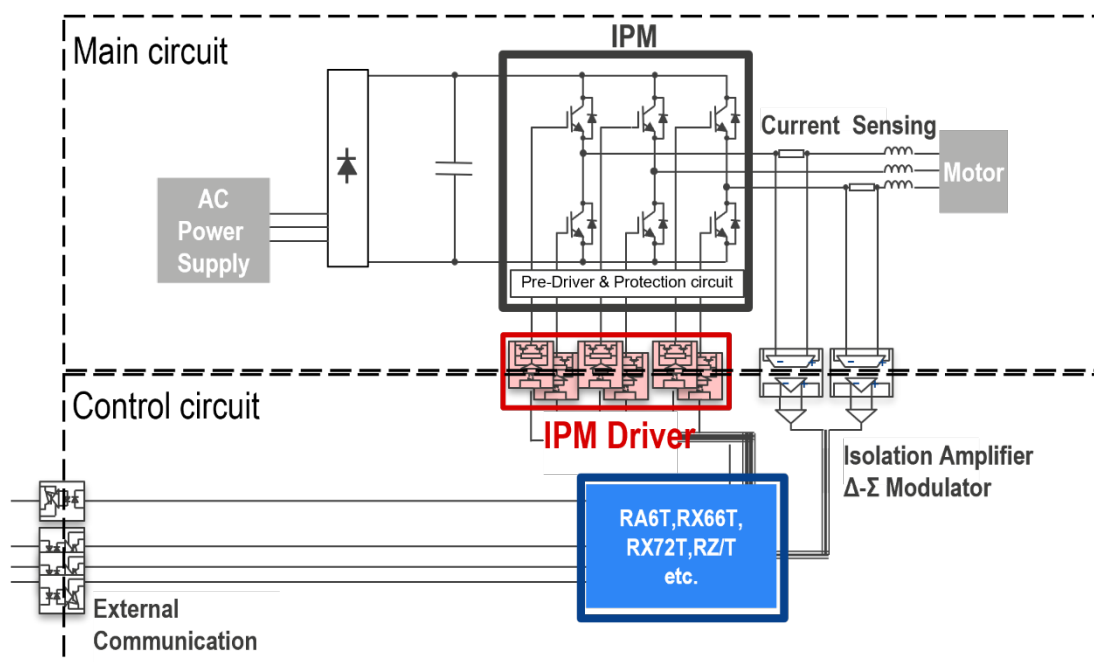 Main circuit
IPM
Current Sensing
Motor
AC
Power
Supply
Pre-Driver & Protection circuit
Control circuit
IPM Driver
Isolation Amplifier
Δ-Σ Modulator
RA6T,RX66T,
RX72T,RZ/T
etc.
External
Communication